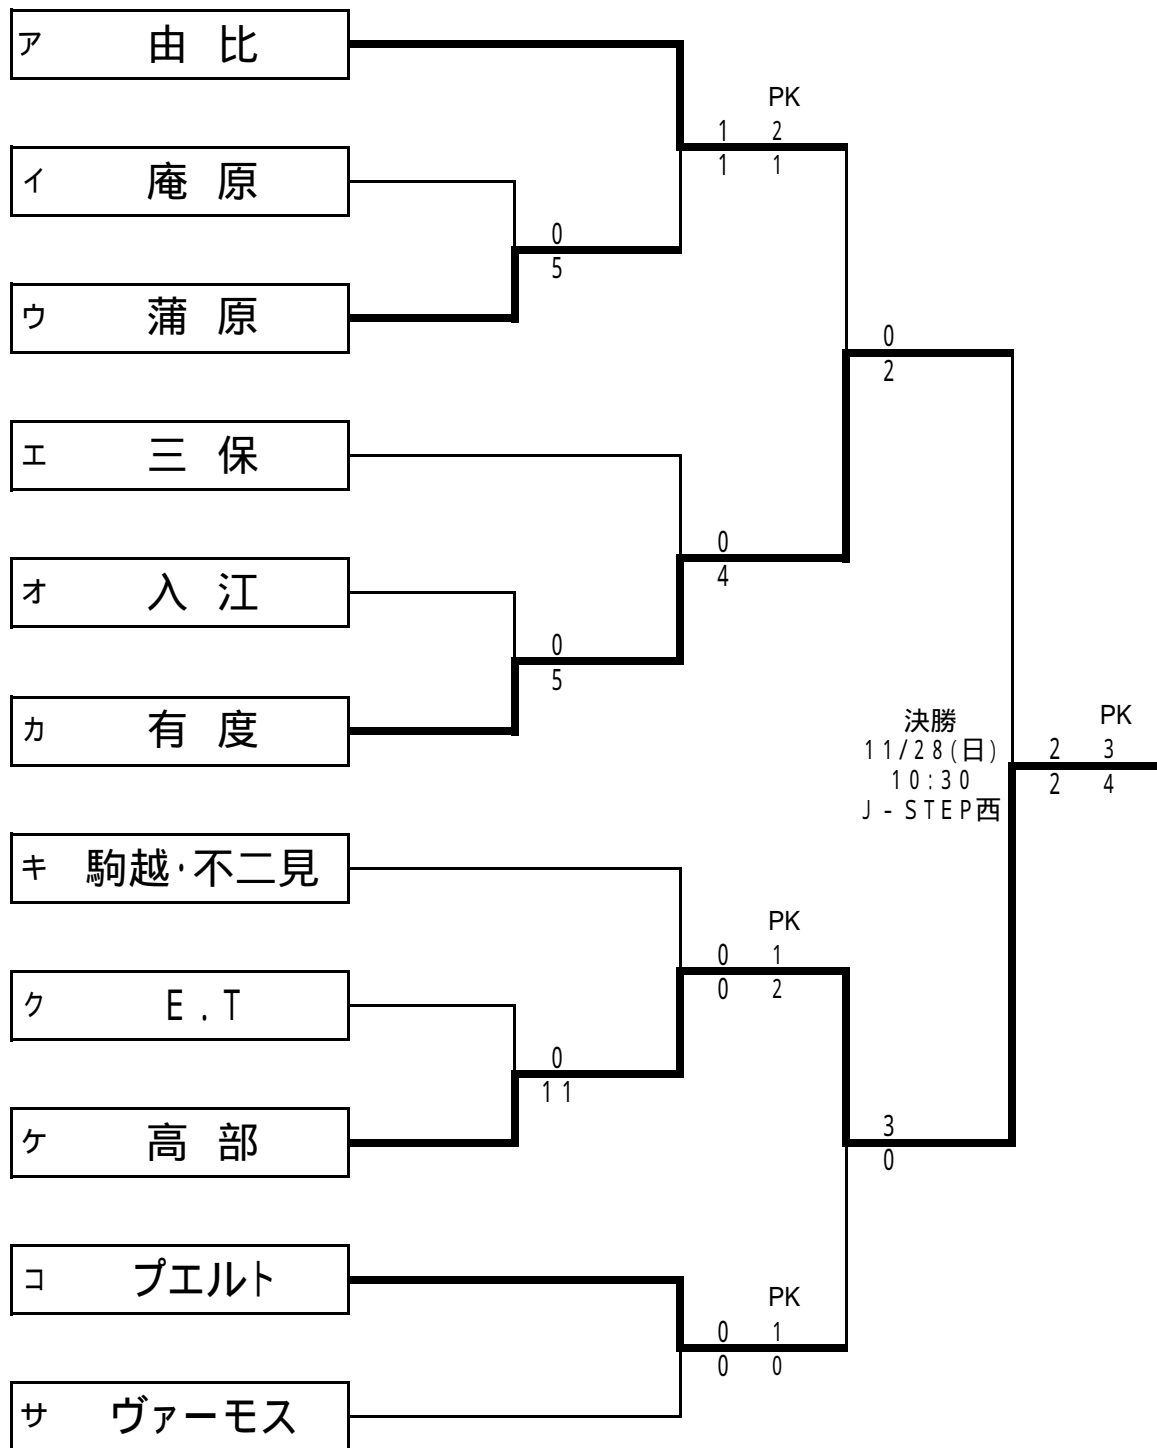 ア 由比
PK
1 2
1 1
イ 庵原
0
5
ウ 蒲原
0
2
エ 三保
0
4
オ 入江
0
5
カ 有度
決勝
11/28(日)
10:30
J-STEP西
PK
2 3
2 4
キ 駒越・不二見
PK
0 1
0 2
ク E.T
0
11
ケ 高部
3
0
コ プエルト
PK
0 1
0 0
サ ヴァーモス